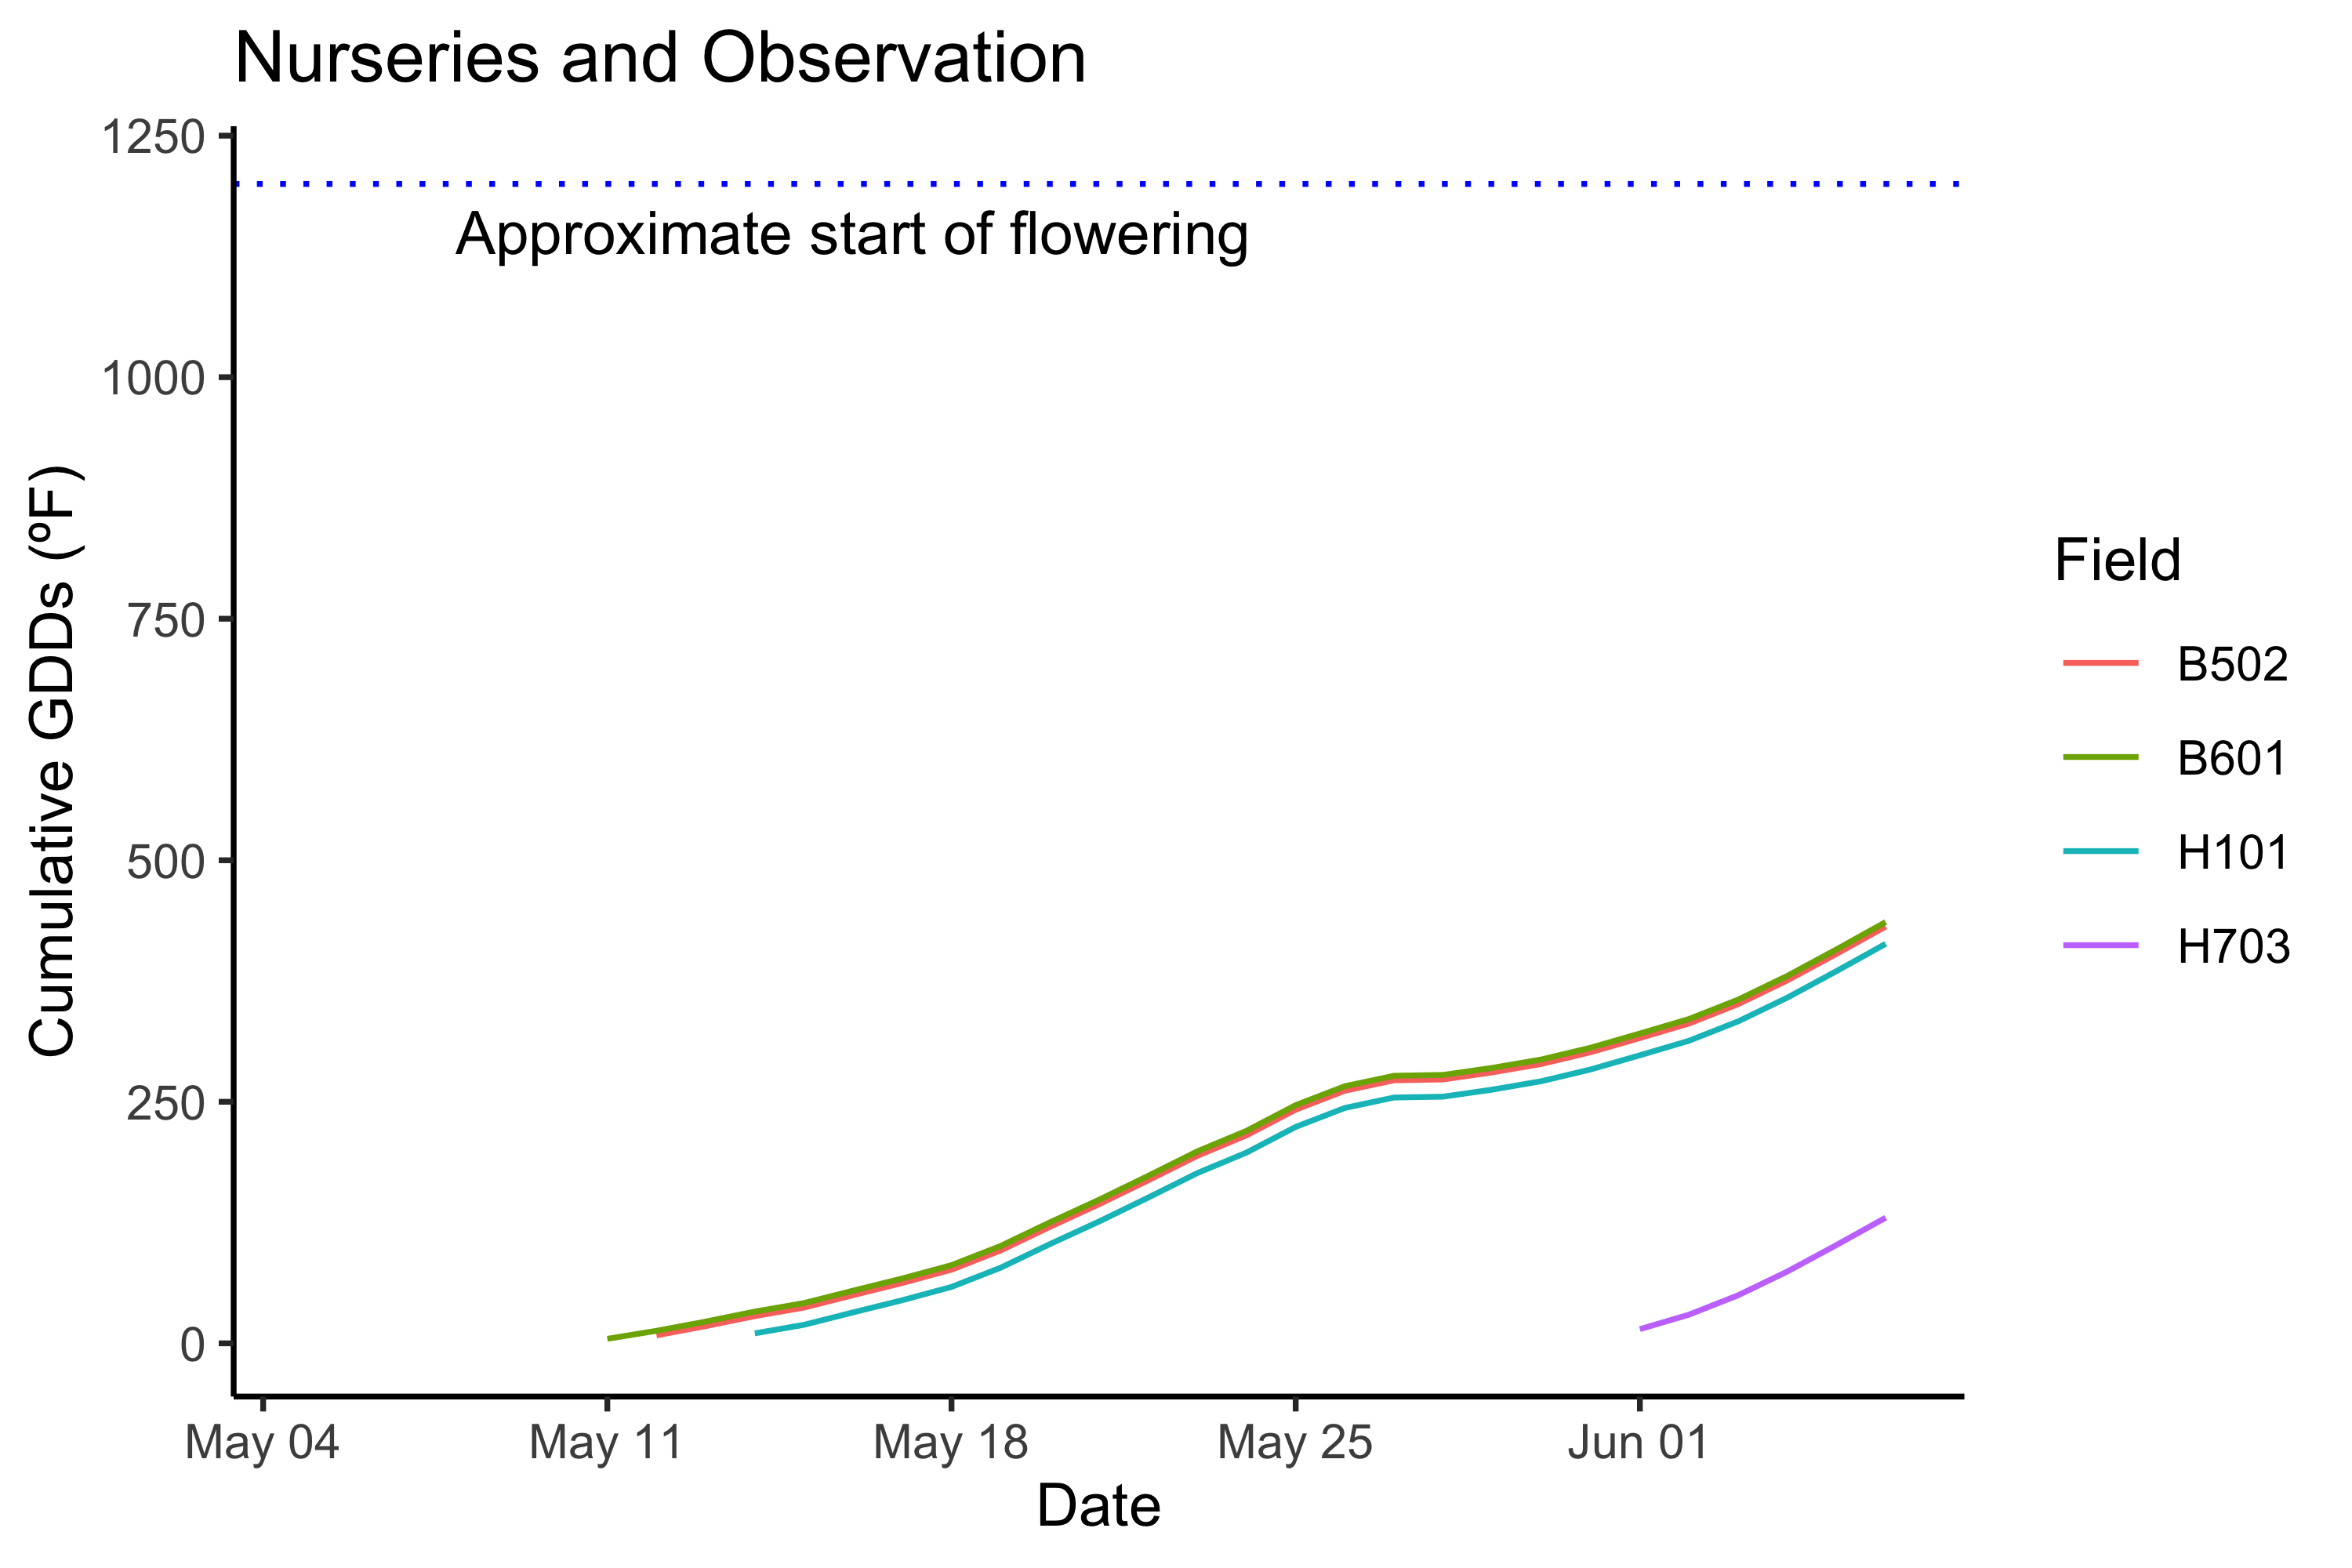 Nurseries and Observation
1250
Approximate start of flowering
1000
750
500
250
0
Cumulative GDDs (ºF)
May 04
May 11
May 18
May 25
Jun 01
Date
Field
B502
B601
H101
H703